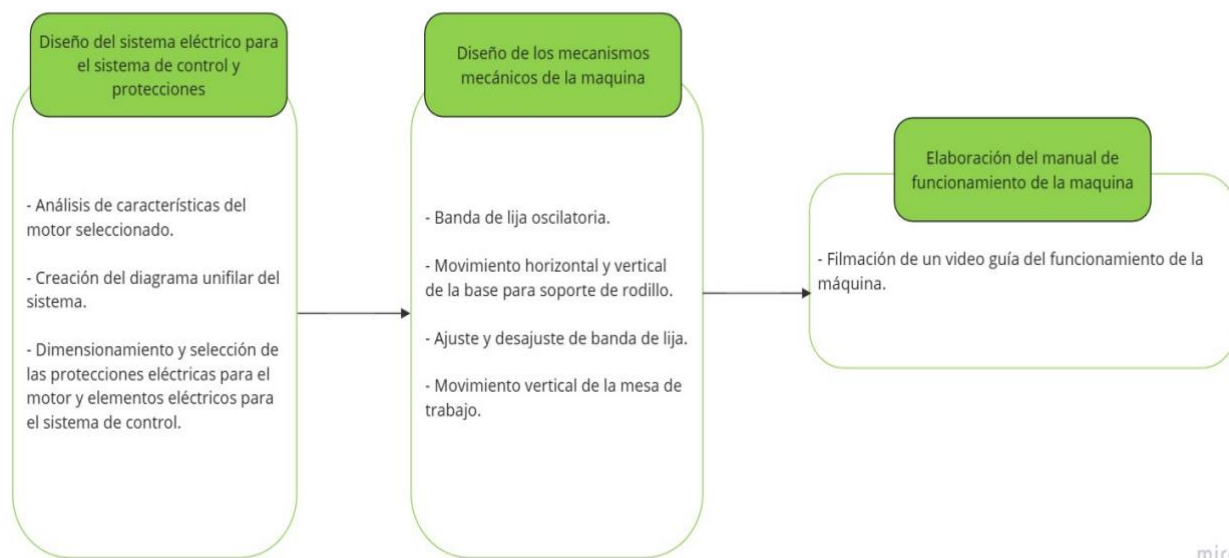 Diseño del sistema eléctrico para
el sistema de control y
protecciones
- Análisis de características del
motor seleccionado.
- Creación del diagrama unifilar del
sistema.
- Dimensionamiento y selección de
las protecciones eléctricas para el
motor y elementos eléctricos para
el sistema de control.
Diseño de los mecanismos
mecánicos de la maquina
- Banda de lija oscilatoria.
- Movimiento horizontal y vertical
de la base para soporte de rodillo.
- Ajuste y desajuste de banda de lija.
- Movimiento vertical de la mesa de
trabajo.
Elaboración del manual de
funcionamiento de la maquina
- Filmación de un video guía del funcionamiento de la
máquina.